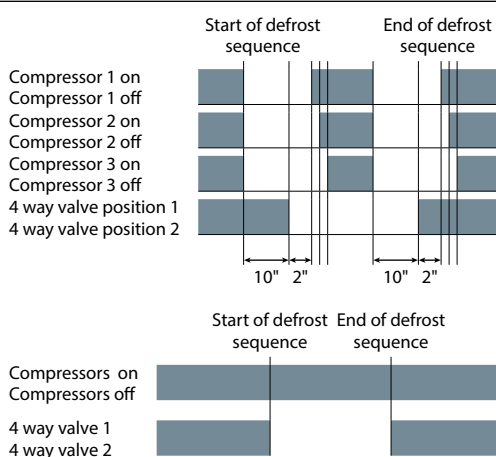 Start of defrost End of defrost
sequence sequence
Compressor 1 on
Compressor 1 off
Compressor 2 on
Compressor 2 off
Compressor 3 on
Compressor 3 off
4 way valve position 1
4 way valve position 2
10" 2" 10" 2"
Start of defrost End of defrost
sequence sequence
Compressors on
Compressors off
4 way valve 1
4 way valve 2